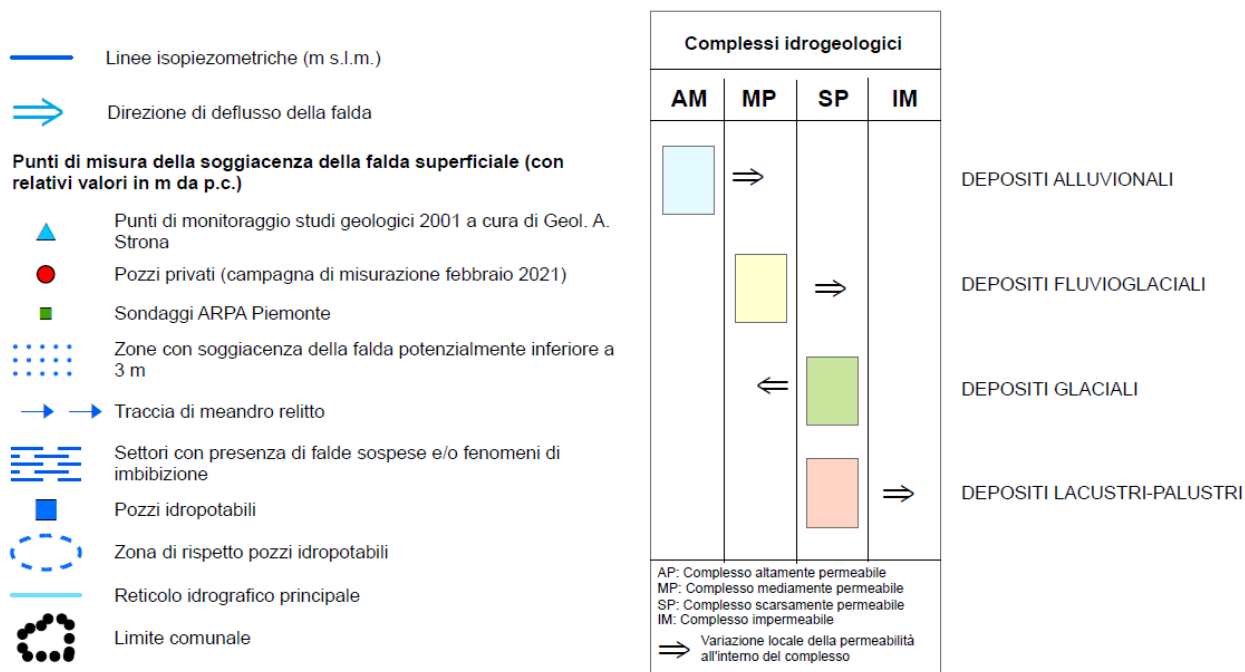 Linee isopiezometriche (m s.l.m.)
Direzione di deflusso della falda
Punti di misura della soggiacenza della falda superficiale (con
relativi valori in m da p.c.)
Punti di monitoraggio studi geologici 2001 a cura di Geol. A.
Strona
Pozzi privati (campagna di misurazione febbraio 2021)
Sondaggi ARPA Piemonte
Zone con soggiacenza della falda potenzialmente inferiore a
3 m
Traccia di meandro relitto
Settori con presenza di falde sospese e/o fenomeni di
imbibizione
Pozzi idropotabili
Zona di rispetto pozzi idropotabili
Reticolo idrografico principale
Limite comunale
Complessi idrogeologici
AM MP SP IM
DEPOSITI ALLUVIONALI
DEPOSITI FLUVIOGLACIALI
DEPOSITI GLACIALI
DEPOSITI LACUSTRI-PALUSTRI
AP: Complesso altamente permeabile
MP: Complesso mediamente permeabile
SP: Complesso scarsamente permeabile
IM: Complesso impermeabile
Variazione locale della permeabilità
all'interno del complesso